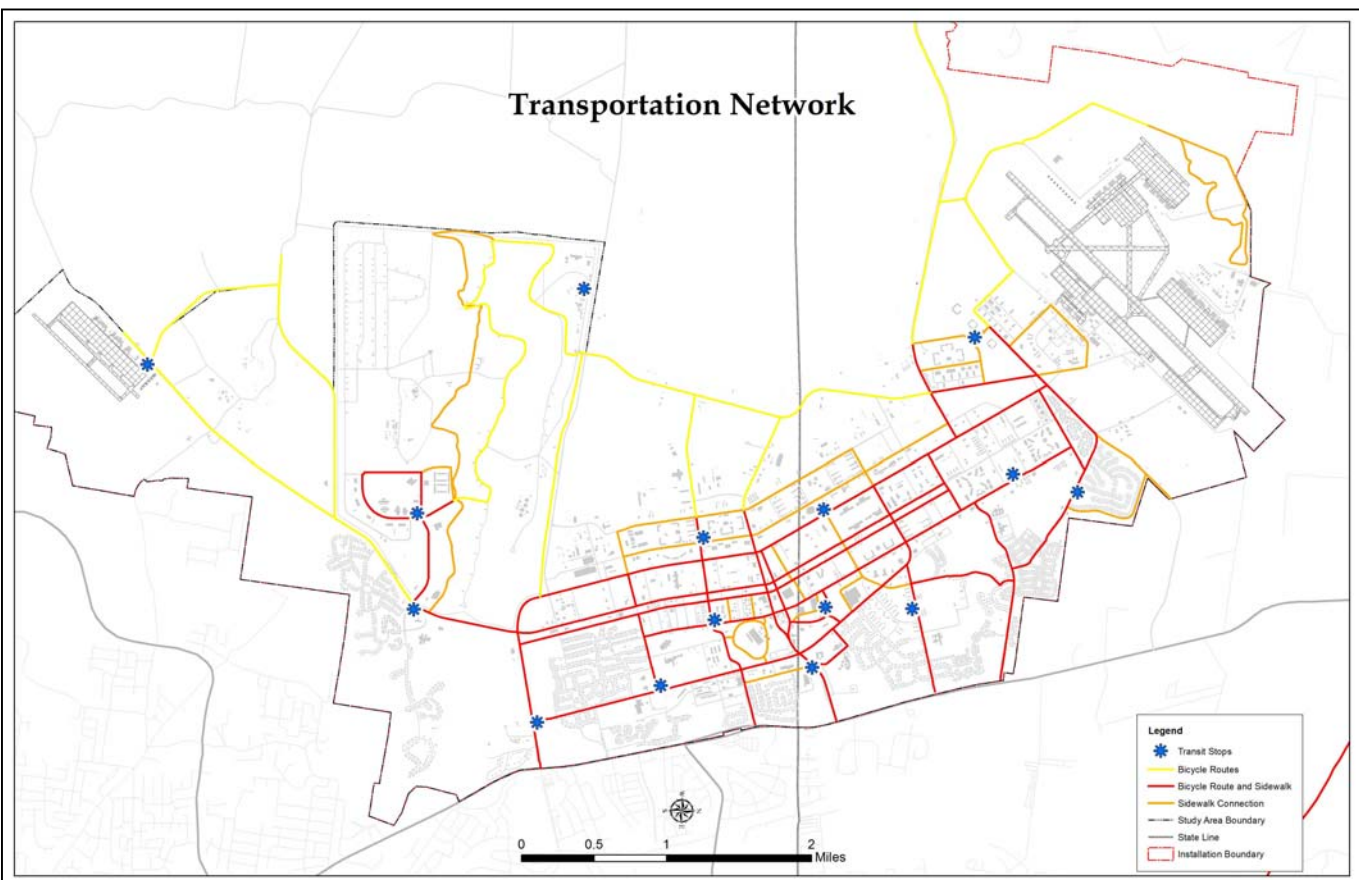 Transportation Network
Legend
Transit Stops
Bicycle Routes
Bicycle Route and Sidewalk
Sidewalk Connection
Study Area Boundary
State Line
Installation Boundary
0 0.5 1 2
Miles